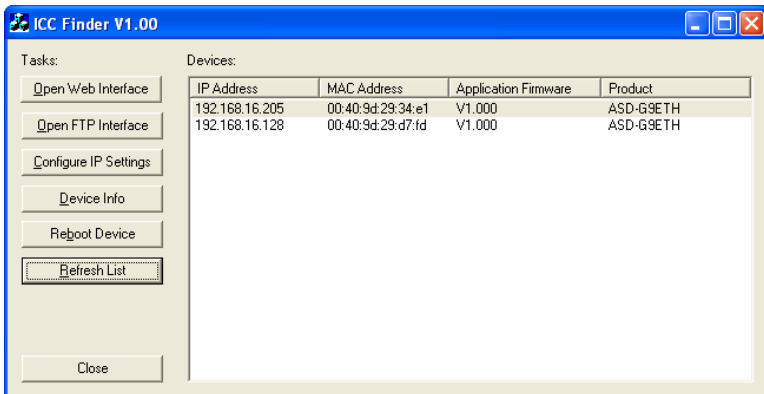 ICC Finder V1.00
Tasks:
Devices:
Open Web Interface
Open FTP Interface
Configure IP Settings
Device Info
Reboot Device
Refresh List
Close
IP Address MAC Address Application Firmware Product
192.168.16.205 00:40:9d:29:34:e1 V1.000 ASD-G9ETH
192.168.16.128 00:40:9d:29:d7:fd V1.000 ASD-G9ETH